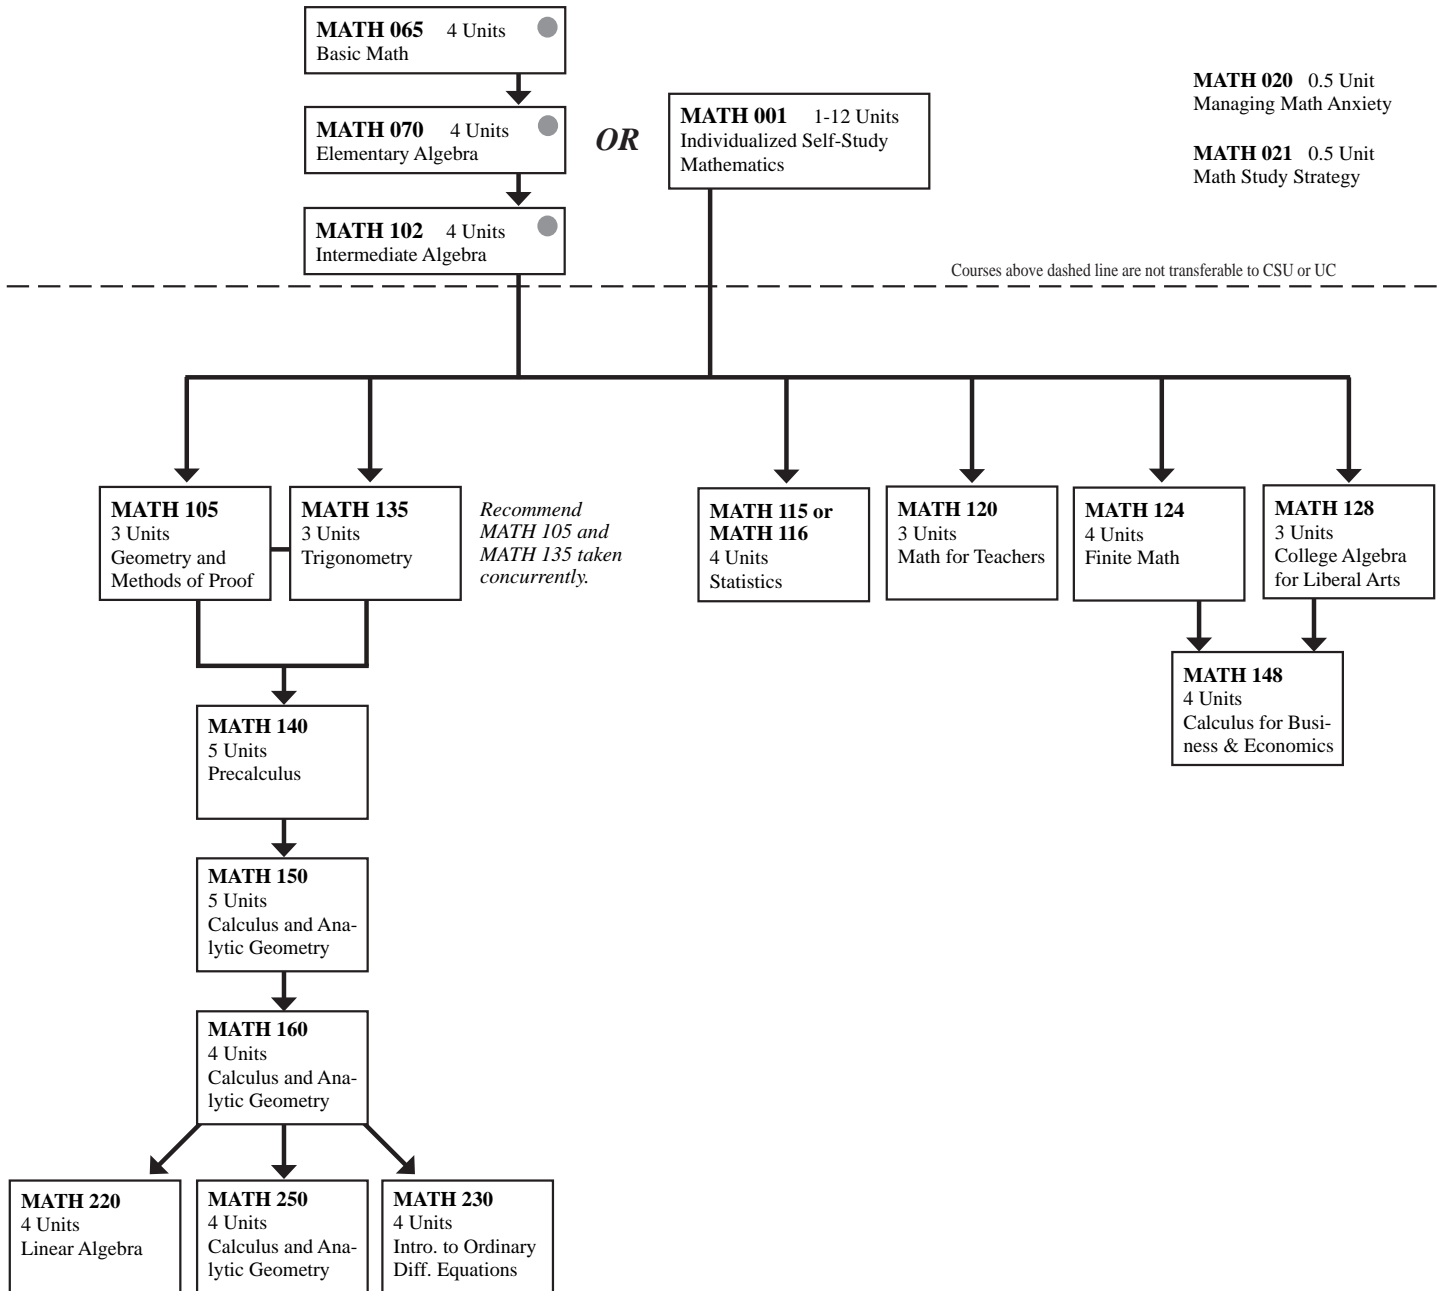 MATH 065 4 Units
Basic Math
MATH 070 4 Units
Elementary Algebra
MATH 102 4 Units
Intermediate Algebra
OR
MATH 001 1-12 Units
Individualized Self-Study
Mathematics
MATH 020 0.5 Unit
Managing Math Anxiety
MATH 021 0.5 Unit
Math Study Strategy
Courses above dashed line are not transferable to CSU or UC
MATH 105
3 Units
Geometry and
Methods of Proof
MATH 135
3 Units
Trigonometry
Recommend
MATH 105 and
MATH 135 taken
concurrently.
MATH 115 or
MATH 116
4 Units
Statistics
MATH 120
3 Units
Math for Teachers
MATH 124
4 Units
Finite Math
MATH 128
3 Units
College Algebra
for Liberal Arts
MATH 148
4 Units
Calculus for Busi-
ness & Economics
MATH 140
5 Units
Precalculus
MATH 150
5 Units
Calculus and Ana-
lytic Geometry
MATH 160
4 Units
Calculus and Ana-
lytic Geometry
MATH 220
4 Units
Linear Algebra
MATH 250
4 Units
Calculus and Ana-
lytic Geometry
MATH 230
4 Units
Intro. to Ordinary
Diff. Equations